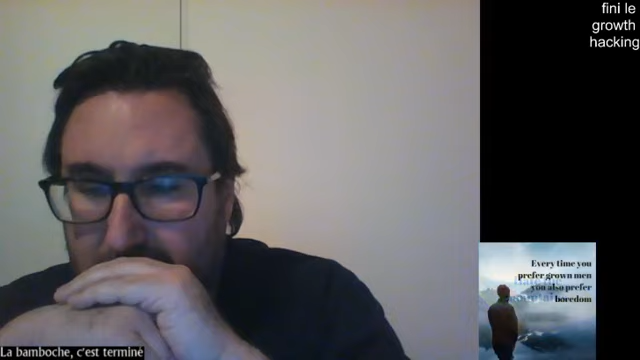 fini le
growth
hacking
Every time you
prefer grown men
you also prefer
boredom
La bamboche, c'est terminé